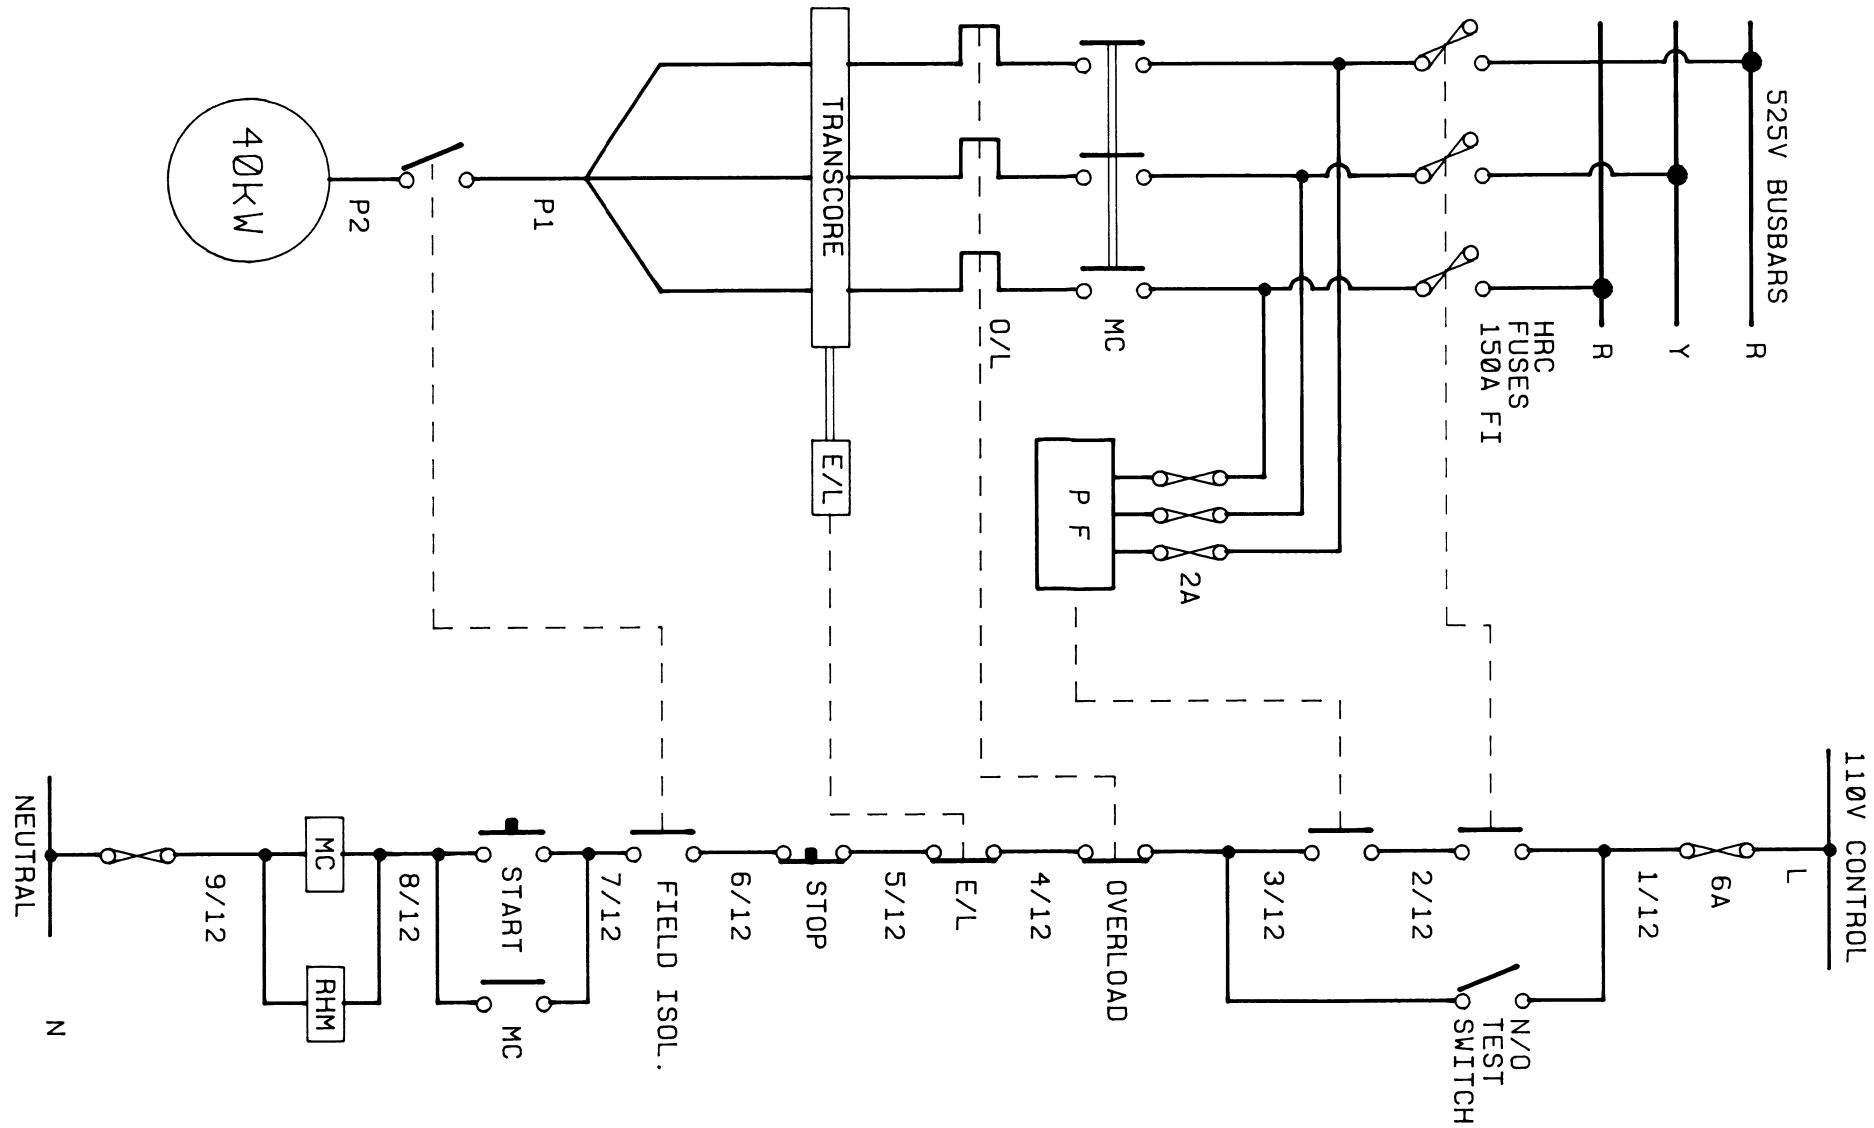 525V BUSBARS
R
Y
R
HRC
FUSES
150A FI
MC
O/L
TRANSCORE
E/L
P1
P2
40kW
P F
2A
110V CONTROL
L
6A
1/12
2/12
3/12
N/O
TEST
SWITCH
OVERLOAD
4/12
E/L
5/12
STOP
6/12
FIELD ISOL.
7/12
START
MC
8/12
MC
RHM
9/12
NEUTRAL
N